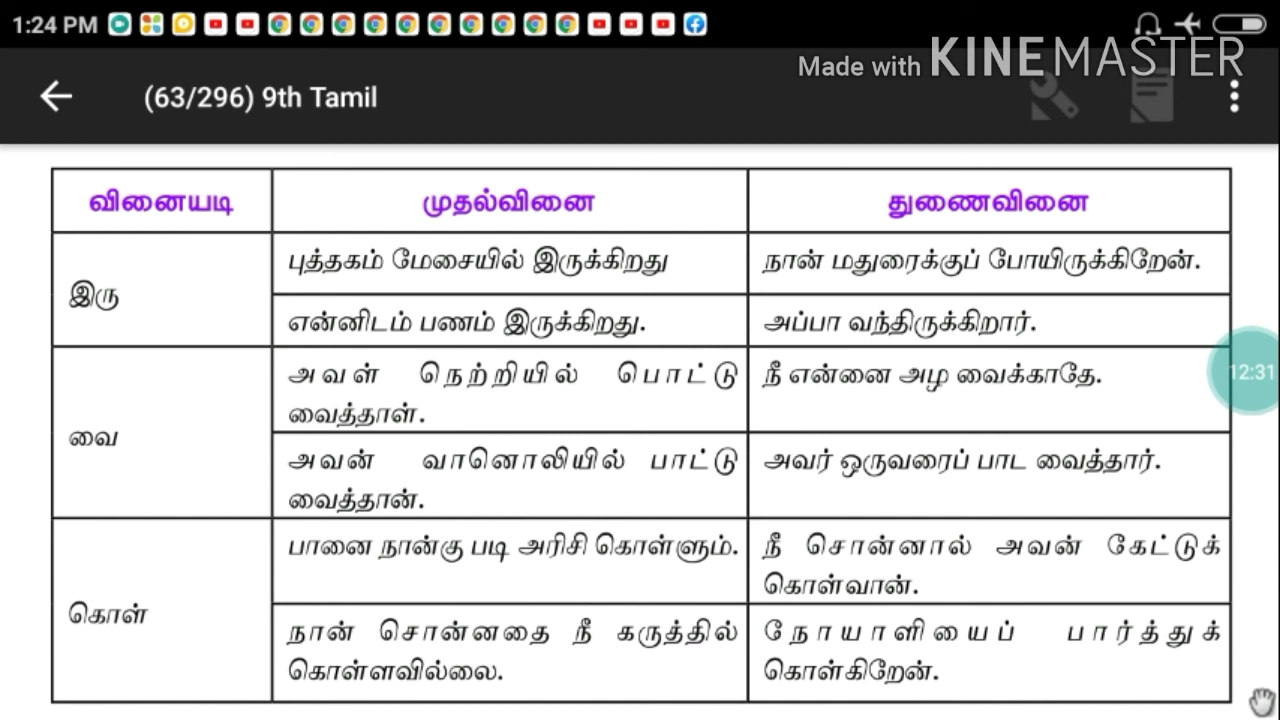 1:24 PM
Made with KINEMASTER
(63/296) 9th Tamil
வினையடி முதல்வினை துணைவினை
இரு
புத்தகம் மேசையில் இருக்கிறது
நான் மதுரைக்குப் போயிருக்கிறேன்.
என்னிடம் பணம் இருக்கிறது.
அப்பா வந்திருக்கிறார்.
வை
அவள் நெற்றியில் பொட்டு
வைத்தாள்.
நீ என்னை அழ வைக்காதே.
அவன் வானொலியில் பாட்டு
வைத்தான்.
அவர் ஒருவரைப் பாட வைத்தார்.
கொள்
பானை நான்கு படி அரிசி கொள்ளும்.
நீ சொன்னால் அவன் கேட்டுக்
கொள்வான்.
நான் சொன்னதை நீ கருத்தில்
கொள்ளவில்லை.
நோயாளியைப் பார்த்துக்
கொள்கிறேன்.
12:31